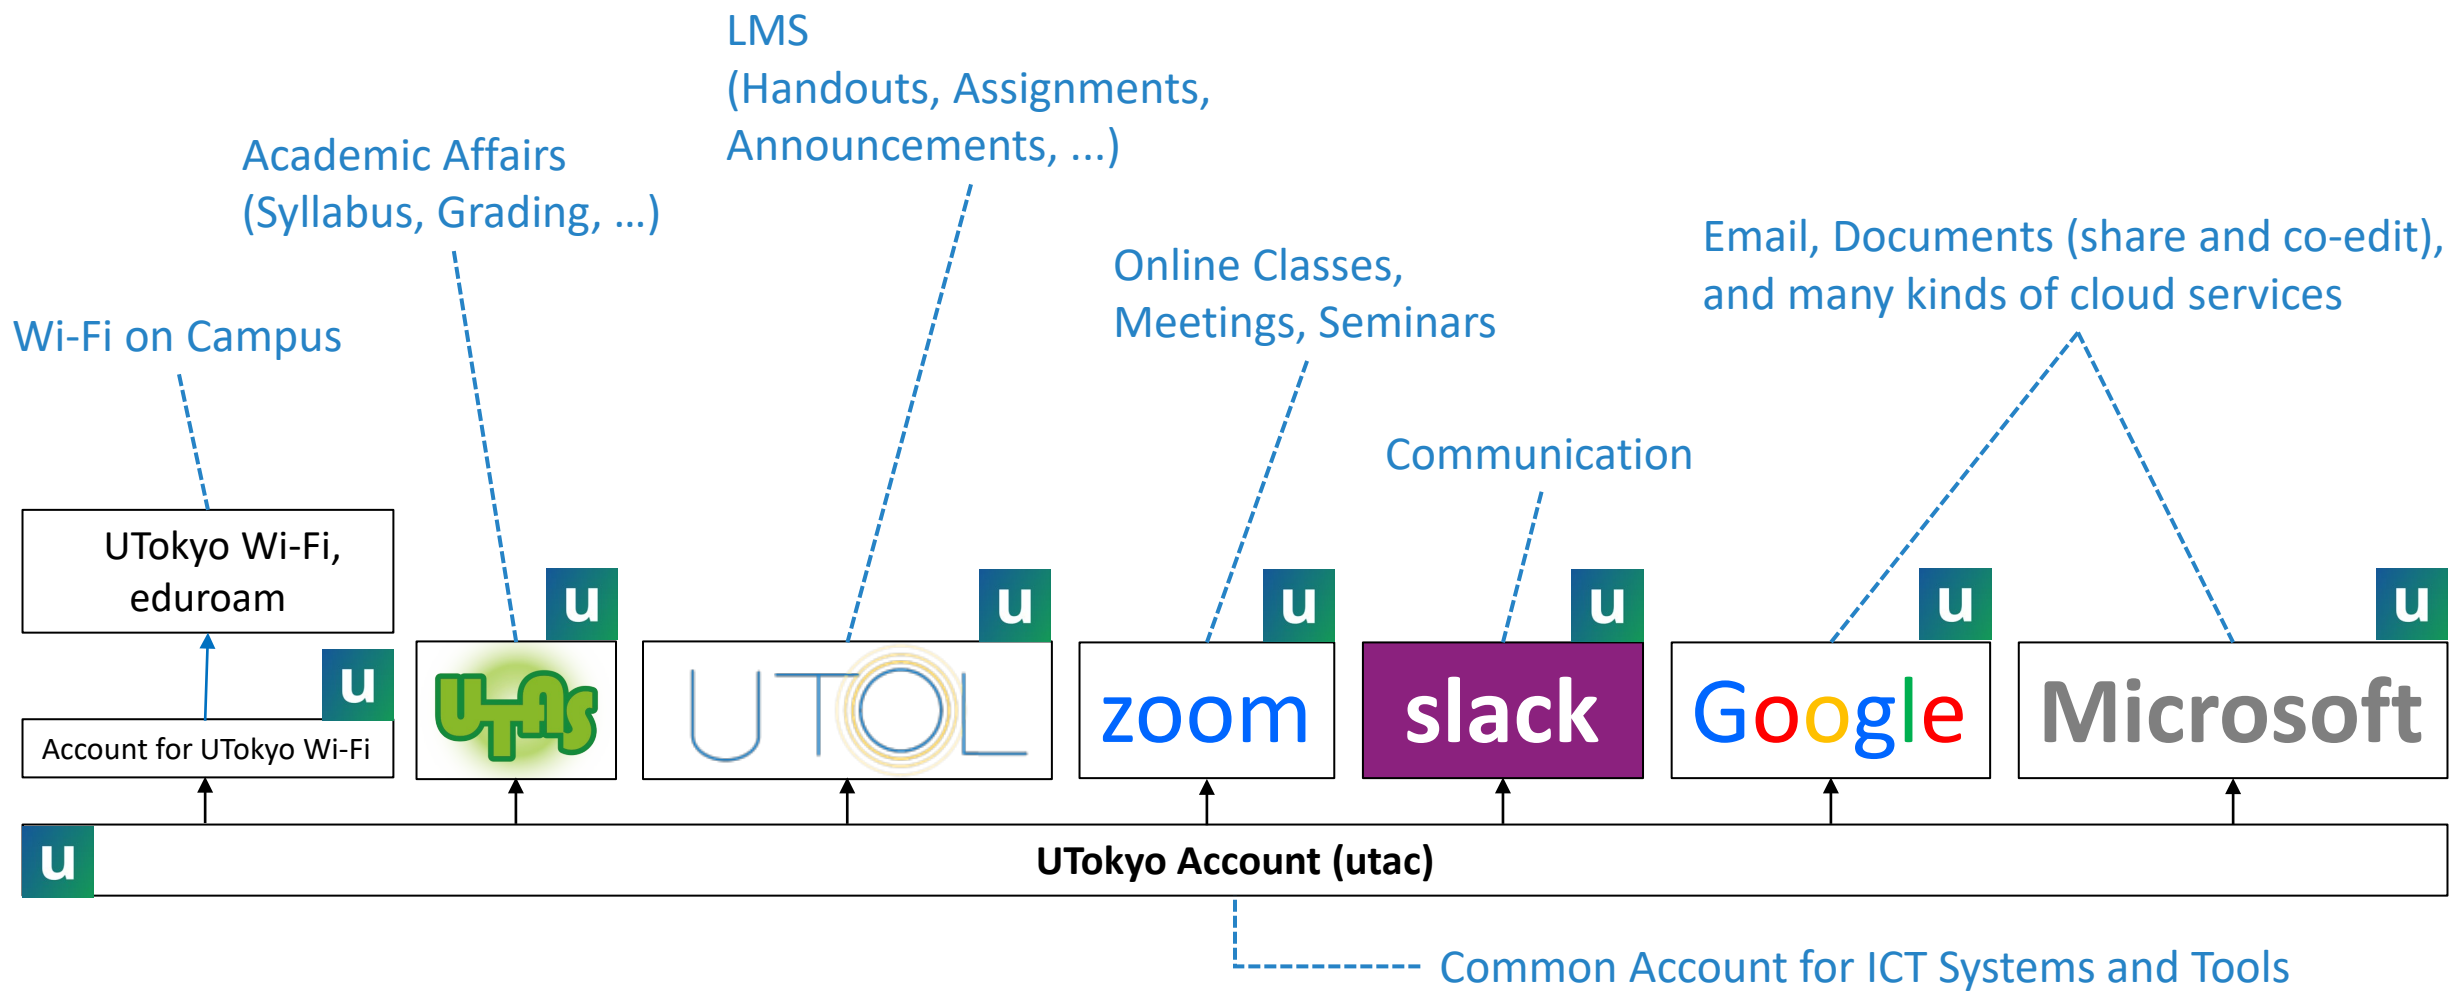 LMS
(Handouts, Assignments,
Announcements, ...)
Academic Affairs
(Syllabus, Grading, ...)
Online Classes,
Meetings, Seminars
Email, Documents (share and co-edit),
and many kinds of cloud services
Wi-Fi on Campus
Communication
UTokyo Wi-Fi,
eduroam
u
u
u
u
u
u
u
Account for UTokyo Wi-Fi
UTAS
UTOL
zoom
slack
Google
Microsoft
u
UTokyo Account (utac)
Common Account for ICT Systems and Tools